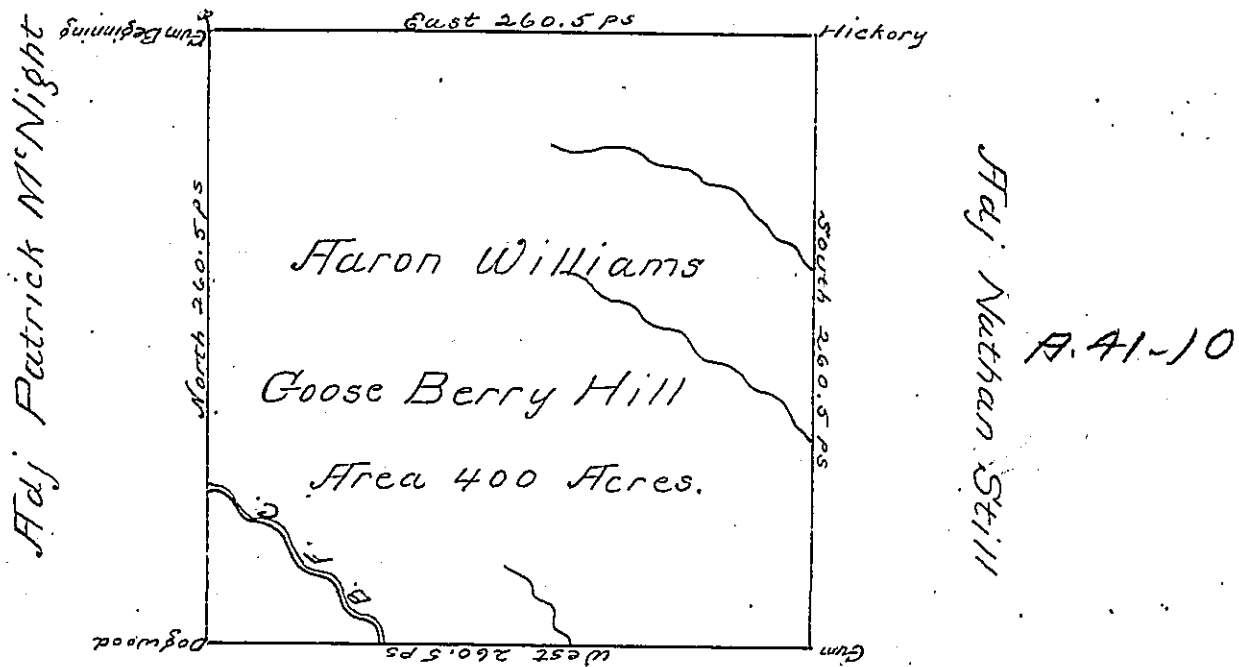 East 260.5 ps
Gum Beginning
Hickory
Adj Patrick McNight
North 260.5 ps
Aaron Williams
Goose Berry Hill
Area 400 Acres.
South 260.5 ps
Adj Nathan Still
A.41-10
Dogwood
West 260.5 ps
Gum